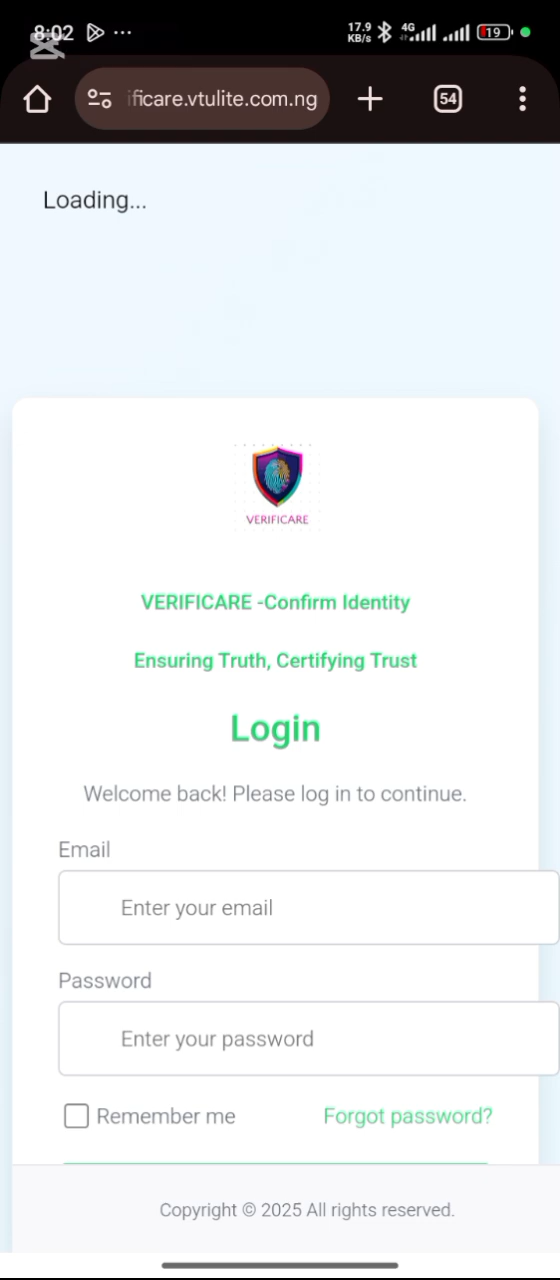 8:02 ... 17.9 KB/s 4G 19
ificare.vtulite.com.ng 54
Loading...
VERIFICARE
VERIFICARE -Confirm Identity
Ensuring Truth, Certifying Trust
Login
Welcome back! Please log in to continue.
Email
Enter your email
Password
Enter your password
Remember me Forgot password?
Copyright © 2025 All rights reserved.